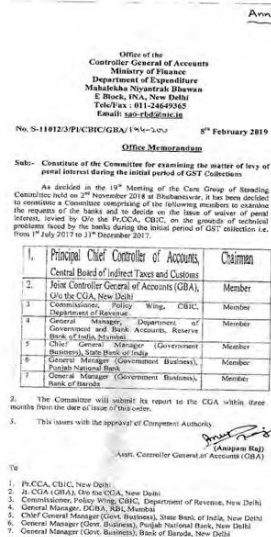 Ann
Office of the
Controller General of Accounts
Ministry of Finance
Department of Expenditure
Mahalekha Niyantrak Bhawan
E Block, INA, New Delhi
Tele/Fax : 011-24649365
Email: sao-rbd@nic.in
No. S-11012/3/PI/CBIC/GBA/194-200 8th February 2019
Office Memorandum
Sub:- Constitute of the Committee for examining the matter of levy of
penal interest during the initial period of GST Collections
As decided in the 19th Meeting of the Core Group of Standing
Committee held on 2nd November 2018 at Bhubaneswar, it has been decided
to constitute a Committee comprising of the following members to examine
the requests of the banks and to decide on the issue of waiver of penal
interest, levied by O/o the Pr.CCA, CBIC, on the grounds of technical
problems faced by the banks during the initial period of GST collection i.e.
from 1st July 2017 to 31st December 2017.
1. Principal Chief Controller of Accounts, Chairman
Central Board of Indirect Taxes and Customs
2. Joint Controller General of Accounts (GBA), Member
O/o the CGA, New Delhi
3 Commissioner, Policy Wing, CBIC, Member
Department of Revenue
4 General Manager, Department of Member
Government and Bank Accounts, Reserve
Bank of India, Mumbai
5 Chief General Manager (Government Member
Business), State Bank of India
6 General Manager (Government Business), Member
Punjab National Bank
7 General Manager (Government Business), Member
Bank of Baroda
2. The Committee will submit its report to the CGA within three
months from the date of issue of this order.
3. This issues with the approval of Competent Authority.
(Anupam Raj)
Asstt. Controller General of Accounts (GBA)
To
1. Pr.CCA, CBIC, New Delhi
2. Jt. CGA (GBA), O/o the CGA, New Delhi
3. Commissioner, Policy Wing, CBIC, Department of Revenue, New Delhi
4. General Manager, DGBA, RBI, Mumbai
5. Chief General Manager (Govt. Business), State Bank of India, New Delhi
6. General Manager (Govt. Business), Punjab National Bank, New Delhi
7. General Manager (Govt. Business), Bank of Baroda, New Delhi